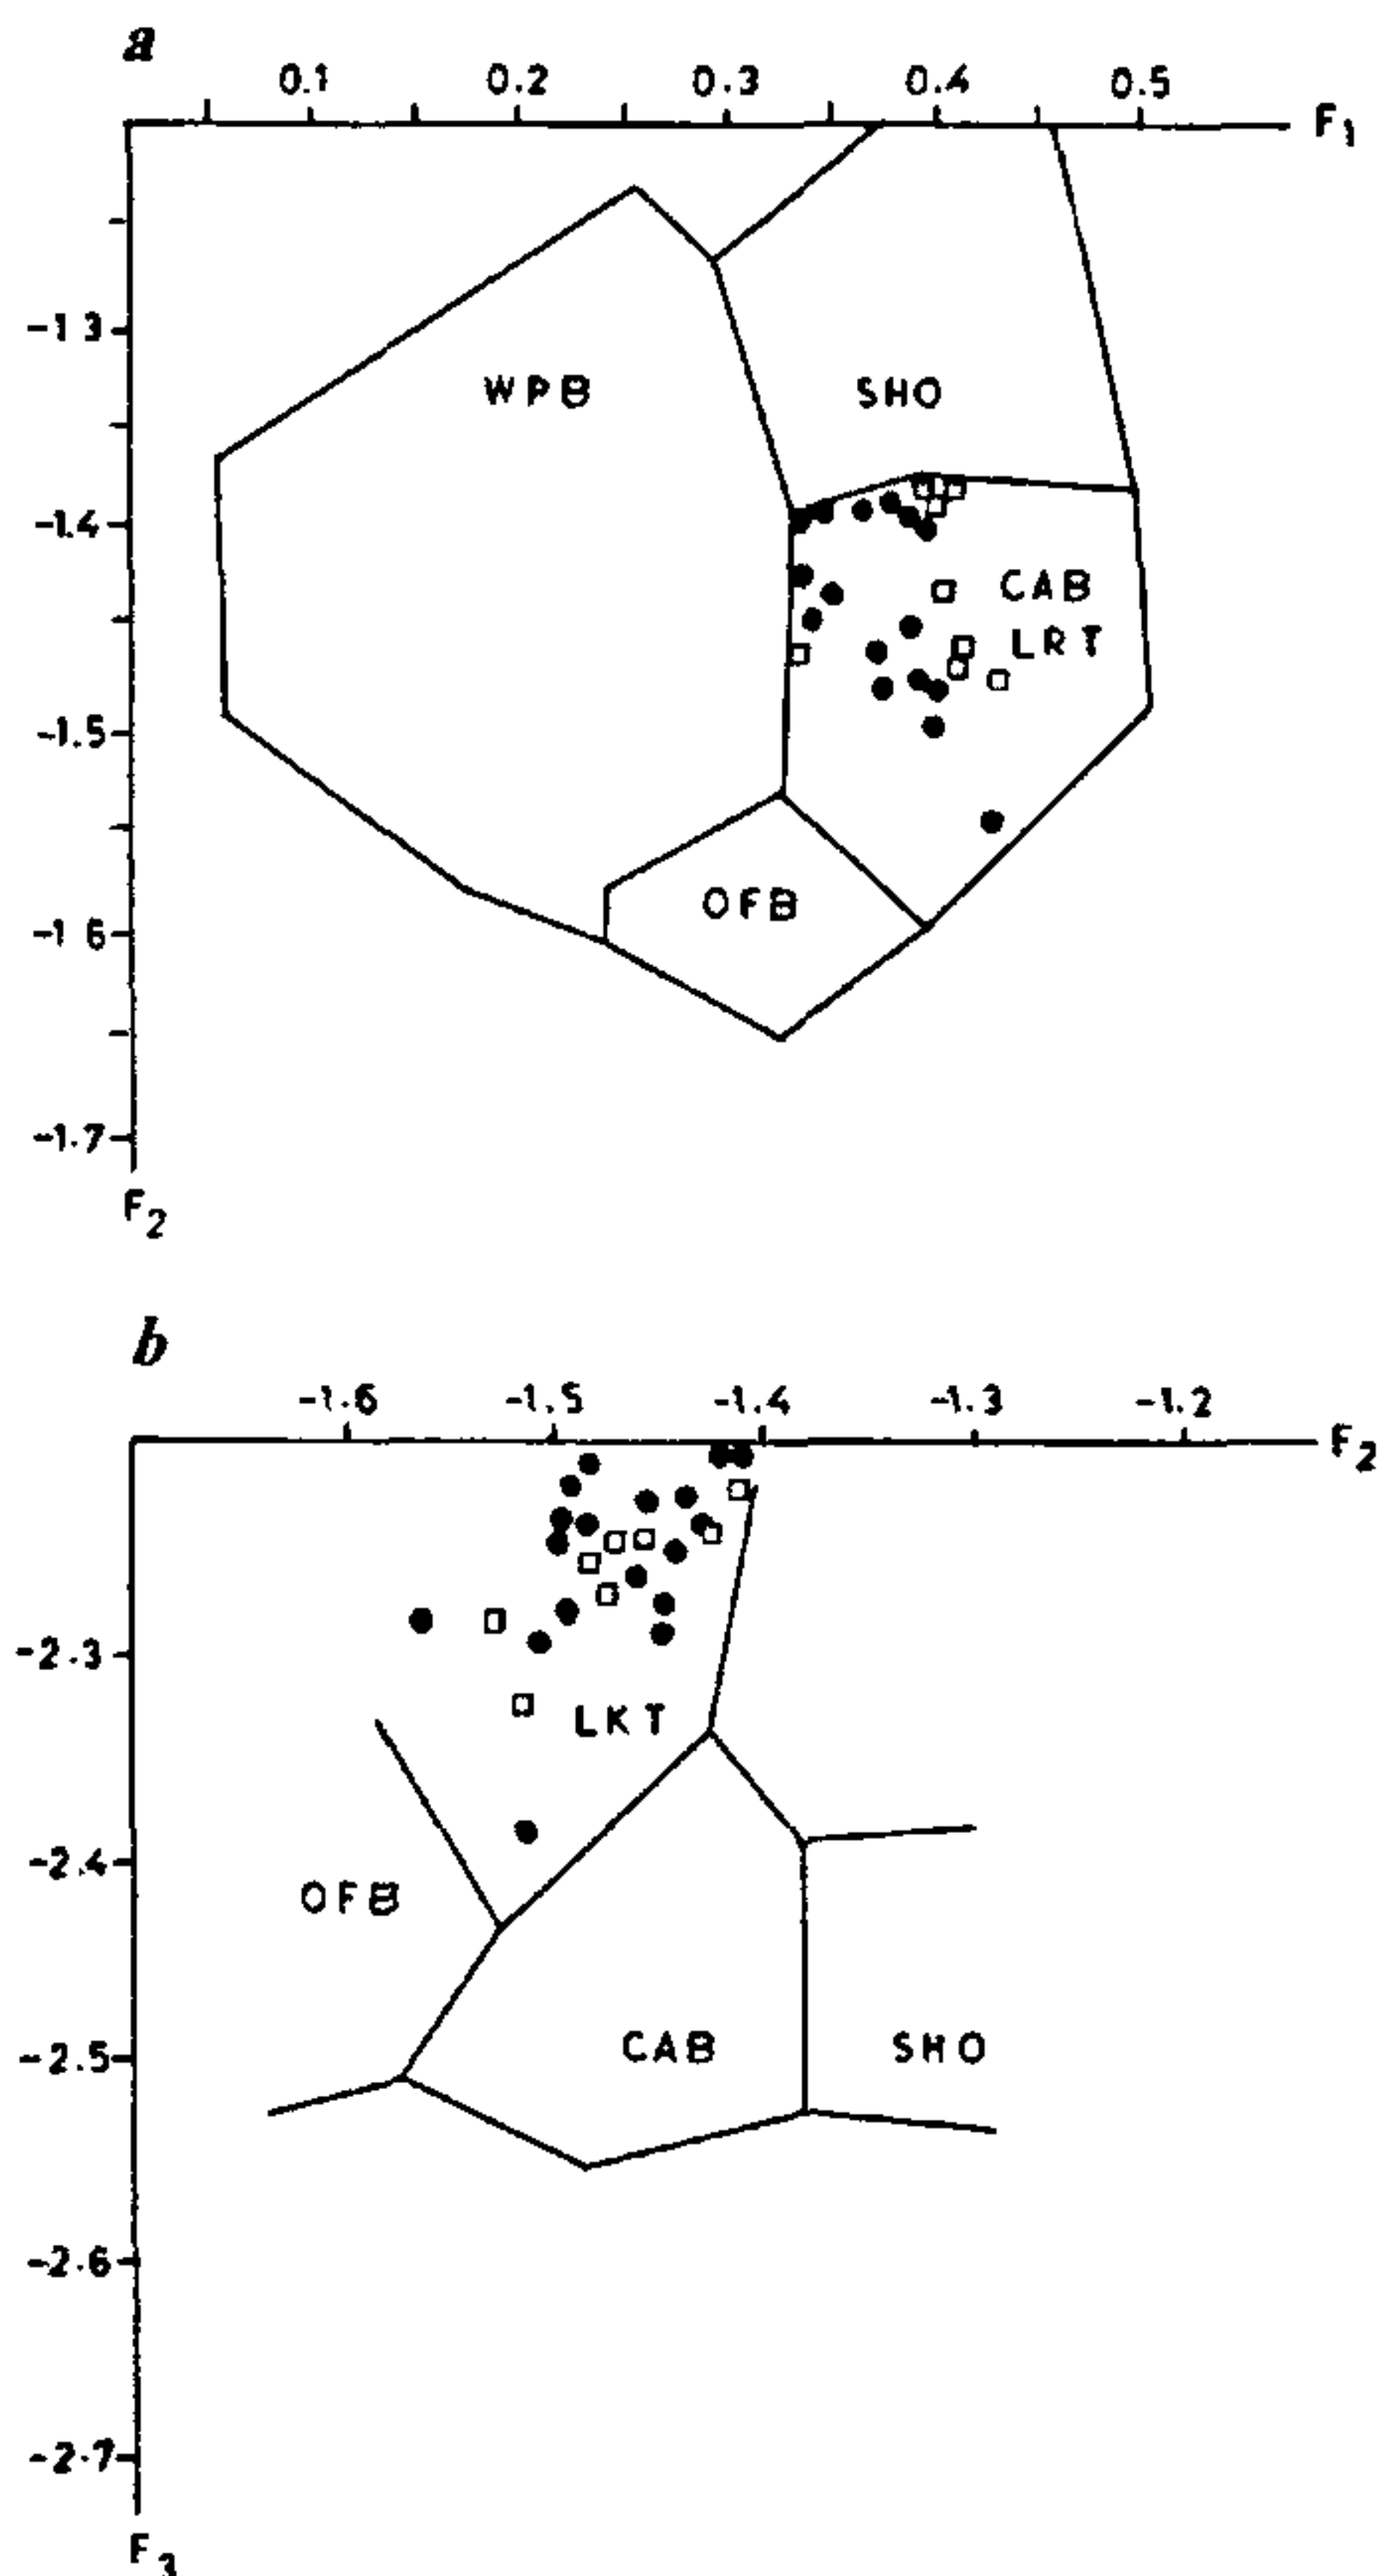 a
0.1 0.2 0.3 0.4 0.5
F1
WPB SHO
-1.3
-1.4
CAB
LRT
-1.5
OFB
-1.6
-1.7
F2
b
-1.6 -1.5 -1.4 -1.3 -1.2
F2
-2.3
LKT
-2.4
OFB
-2.5
CAB SHO
-2.6
-2.7
F3